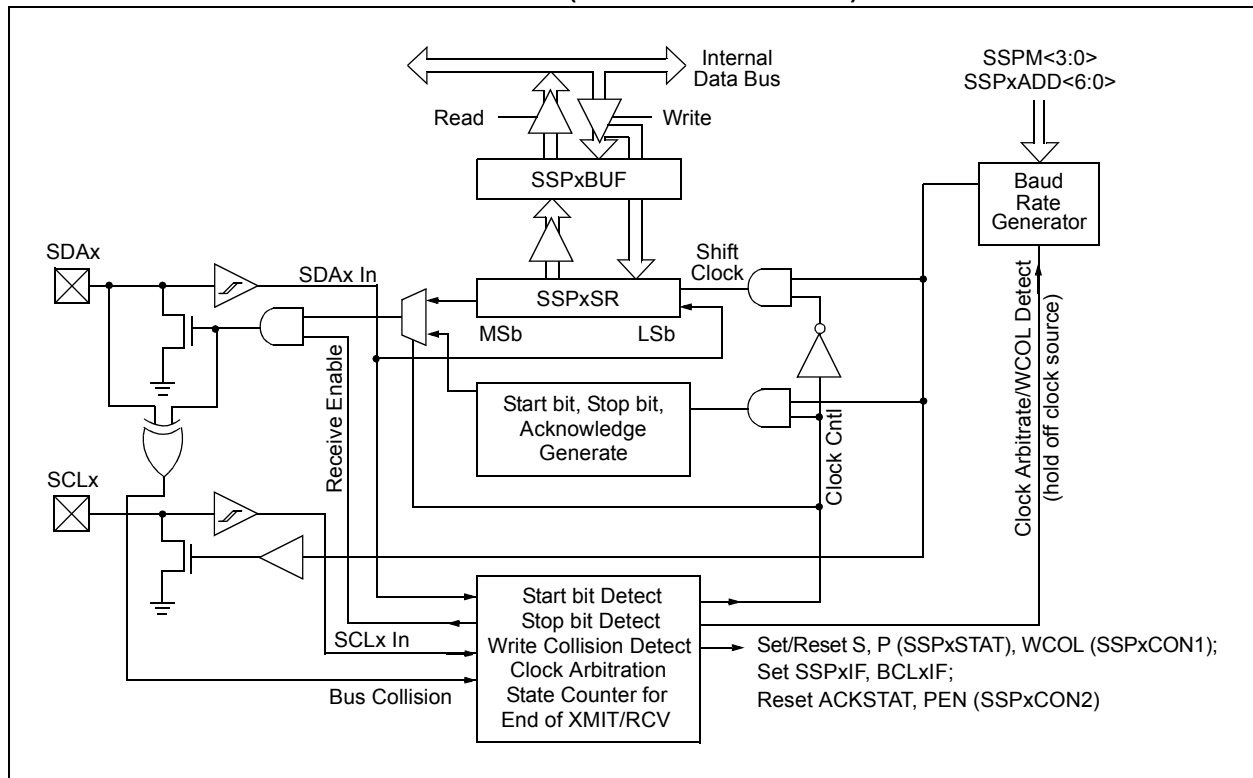 Internal
Data Bus
SSPM<3:0>
SSPxADD<6:0>
Read
Write
SSPxBUF
Baud
Rate
Generator
SDAx
SDAx In
Shift
Clock
SSPxSR
MSb
LSb
Receive Enable
Start bit, Stop bit,
Acknowledge
Generate
Clock Cntl
Clock Arbitrate/WCOL Detect
(hold off clock source)
SCLx
SCLx In
Bus Collision
Start bit Detect
Stop bit Detect
Write Collision Detect
Clock Arbitration
State Counter for
End of XMIT/RCV
Set/Reset S, P (SSPxSTAT), WCOL (SSPxCON1);
Set SSPxIF, BCLxIF;
Reset ACKSTAT, PEN (SSPxCON2)